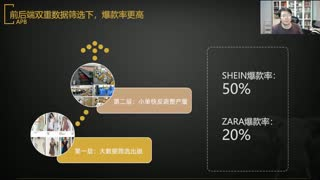 前后端双重数据筛选下，爆款率更高
APB
第二层：小单快反调整产量
第一层：大数据筛选出版
SHEIN爆款率：
50%
ZARA爆款率：
20%